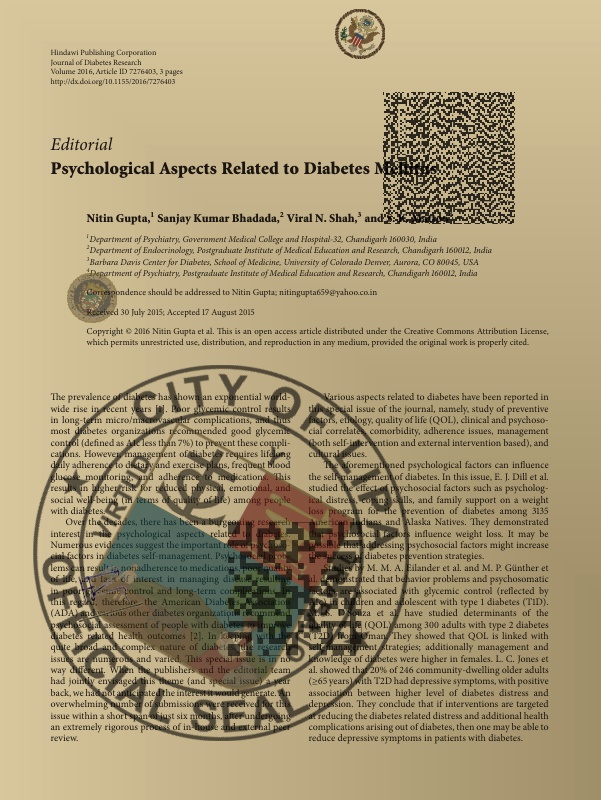 Hindawi Publishing Corporation
Journal of Diabetes Research
Volume 2016, Article ID 7276403, 3 pages
http://dx.doi.org/10.1155/2016/7276403
Editorial
Psychological Aspects Related to Diabetes Mellitus
Nitin Gupta,1 Sanjay Kumar Bhadada,2 Viral N. Shah,3 and
1Department of Psychiatry, Government Medical College and Hospital-32, Chandigarh 160030, India
2Department of Endocrinology, Postgraduate Institute of Medical Education and Research, Chandigarh 160012, India
3Barbara Davis Center for Diabetes, School of Medicine, University of Colorado Denver, Aurora, CO 80045, USA
4Department of Psychiatry, Postgraduate Institute of Medical Education and Research, Chandigarh 160012, India
Correspondence should be addressed to Nitin Gupta; nitingupta659@yahoo.co.in
Received 30 July 2015; Accepted 17 August 2015
Copyright © 2016 Nitin Gupta et al. This is an open access article distributed under the Creative Commons Attribution License,
which permits unrestricted use, distribution, and reproduction in any medium, provided the original work is properly cited.
The prevalence of diabetes has shown an exponential world-
wide rise in recent years [1]. Poor glycemic control results
in long-term micro/macrovascular complications, and thus
most diabetes organizations recommended good glycemic
control (defined as A1c less than 7%) to prevent these compli-
cations. However, management of diabetes requires lifelong
daily adherence to dietary and exercise plans, frequent blood
glucose monitoring, and adherence to medications. This
results in higher risk for reduced physical, emotional, and
social well-being (in terms of quality of life) among people
with diabetes.
Over the decades, there has been a burgeoning research
interest in the psychological aspects related to
Numerous evidences suggest the important role of
cial factors in diabetes self-management. Psychosocial prob-
lems can result in adherence to medications, poor quality
of life, and lack of in managing disease resulting
in poor control and long-term complications. In
this regard, therefore, the American Diabetes Association
(ADA) and various other diabetes organizations recommend
psychosocial assessment of people with diabetes to
diabetes related health outcomes [2]. In keeping with the
quite broad and complex nature of diabetes, the research
issues are numerous and varied. This special issue is in no
way different. When the publishers and the editorial team
had jointly envisaged this theme (and special issue) a year
back, we had not anticipated the interest it would generate. An
overwhelming number of submissions were received for this
issue within a short span of just six months, after undergoing
an extremely rigorous process of in-house and external peer
review.
Various aspects related to diabetes have been reported in
this special issue of the journal, namely, study of preventive
factors, etiology, quality of life (QOL), clinical and psychoso-
cial, correlates, comorbidity, adherence issues, management
(both self-intervention and external intervention based), and
cultural issues.
The aforementioned psychological factors can influence
the self-management of diabetes. In this issue, E. J. Dill et al.
studied the effect of psychosocial factors such as psycholog-
ical distress, coping skills, and family support on a weight
loss program for the prevention of diabetes among 3135
American Indians and Alaska Natives. They demonstrated
that psychosocial factors influence weight loss. It may be
possible that addressing psychosocial factors might increase
the success of diabetes prevention strategies.
Studies by M. M. A. Eilander et al. and M. P. Günther et
al. demonstrated that behavior problems and psychosomatic
factors are associated with glycemic control (reflected by
A1c) in children and adolescent with type 1 diabetes (T1D).
M. S. D'Souza et al. have studied determinants of the
quality of life (QOL) among 300 adults with type 2 diabetes
(T2D) from Oman. They showed that QOL is linked with
self-management strategies; additionally management and
knowledge of diabetes were higher in females. L. C. Jones et
al. showed that 20% of 246 community-dwelling older adults
(≥65 years) with T2D had depressive symptoms, with positive
association between higher level of diabetes distress and
depression. They conclude that if interventions are targeted
at reducing the diabetes related distress and additional health
complications arising out of diabetes, then one may be able to
reduce depressive symptoms in patients with diabetes.
CITY OF